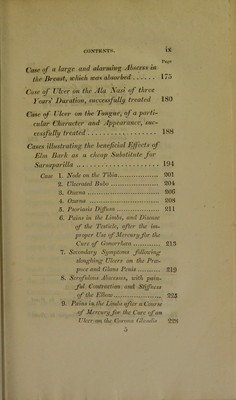 CONTENTS. ix
Page
Case of a large and alarming Abscess in
the Breast, which was absorbed ...... 175
Case of Ulcer on the Ala Nasi of three
Years' Duration, successfully treated 180
Case of Ulcer on the Tongue, of a parti-
cular Character and Appearance, suc-
cessfully treated .................. 188
Cases illustrating the beneficial Effects of
Elm Bark as a cheap Substitute for
Sarsaparilla ...................... 194
Case 1. Node on the Tibia ............ 201
2. Ulcerated Bubo .............. 204
3. Ozœna ...................... 206
4. Ozœna ...................... 208
5. Psoriatic Diffusa ............. 211
6. Pains in the Limbs, and Disease
of the Testicle, after the im-
proper Use of Mercury for the
Cure of Gonorrhœa .......... 213
7. Secondary Symptoms following
sloughing Ulcers on the Pre-
puce and Glans Penis ........ 219
8. Scrofulous Abscesses, with pain-
ful Contraction and Stiffness
of the Elbow ................ 225
9. Pains in the Limbs after a Course
of Mercury for the Cure of an
Ulcer on the Corona Glandis 228
5